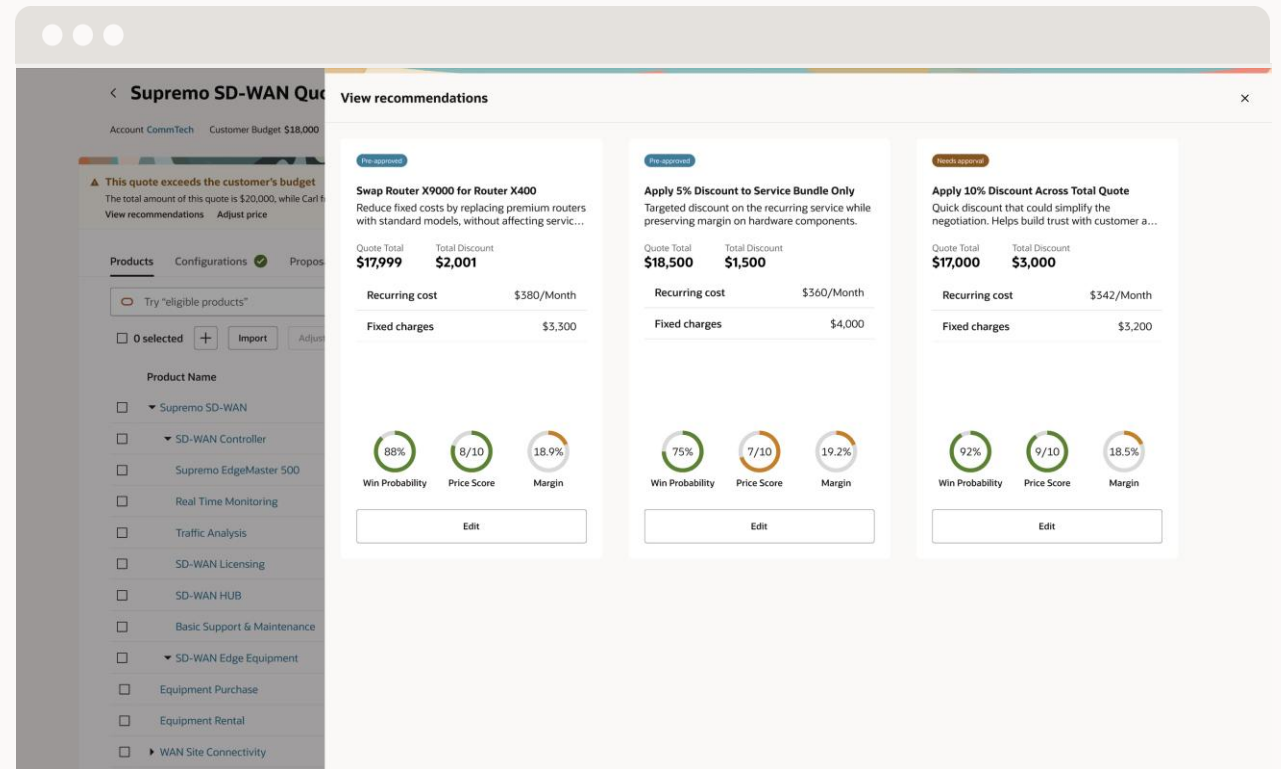 Supremo SD-WAN Quo
Account CommTech Customer Budget $18,000
This quote exceeds the customer's budget
The total amount of this quote is $20,000, while Carl f
View recommendations Adjust price
Products Configurations Propos
Try "eligible products"
0 selected Import Adjust
Product Name
Supremo SD-WAN
SD-WAN Controller
Supremo EdgeMaster 500
Real Time Monitoring
Traffic Analysis
SD-WAN Licensing
SD-WAN HUB
Basic Support & Maintenance
SD-WAN Edge Equipment
Equipment Purchase
Equipment Rental
WAN Site Connectivity
View recommendations
Pre-approved
Swap Router X9000 for Router X400
Reduce fixed costs by replacing premium routers
with standard models, without affecting servic...
Quote Total Total Discount
$17,999 $2,001
Recurring cost $380/Month
Fixed charges $3,300
88% 8/10 18.9%
Win Probability Price Score Margin
Edit
Pre-approved
Apply 5% Discount to Service Bundle Only
Targeted discount on the recurring service while
preserving margin on hardware components.
Quote Total Total Discount
$18,500 $1,500
Recurring cost $360/Month
Fixed charges $4,000
75% 7/10 19.2%
Win Probability Price Score Margin
Edit
Needs apporval
Apply 10% Discount Across Total Quote
Quick discount that could simplify the
negotiation. Helps build trust with customer a...
Quote Total Total Discount
$17,000 $3,000
Recurring cost $342/Month
Fixed charges $3,200
92% 9/10 18.5%
Win Probability Price Score Margin
Edit